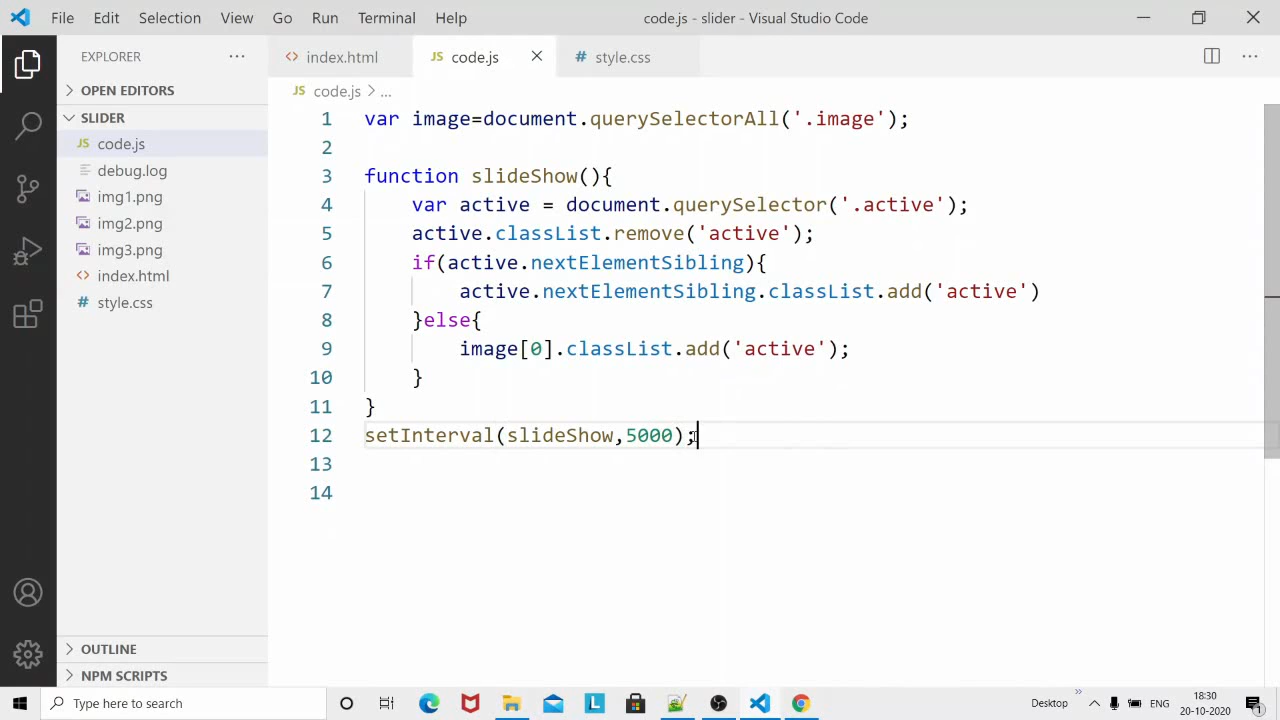 File Edit Selection View Go Run Terminal Help code.js - slider - Visual Studio Code
EXPLORER
index.html code.js style.css
OPEN EDITORS
JS code.js > ...
SLIDER
JS code.js
debug.log
img1.png
img2.png
img3.png
index.html
# style.css
1 var image=document.querySelectorAll('.image');
2
3 function slideShow(){
4 var active = document.querySelector('.active');
5 active.classList.remove('active');
6 if(active.nextElementSibling){
7 active.nextElementSibling.classList.add('active')
8 }else{
9 image[0].classList.add('active');
10 }
11 }
12 setInterval(slideShow,5000);
13
14
OUTLINE
NPM SCRIPTS
Type here to search
L
Desktop
ENG
18:30
20-10-2020
1